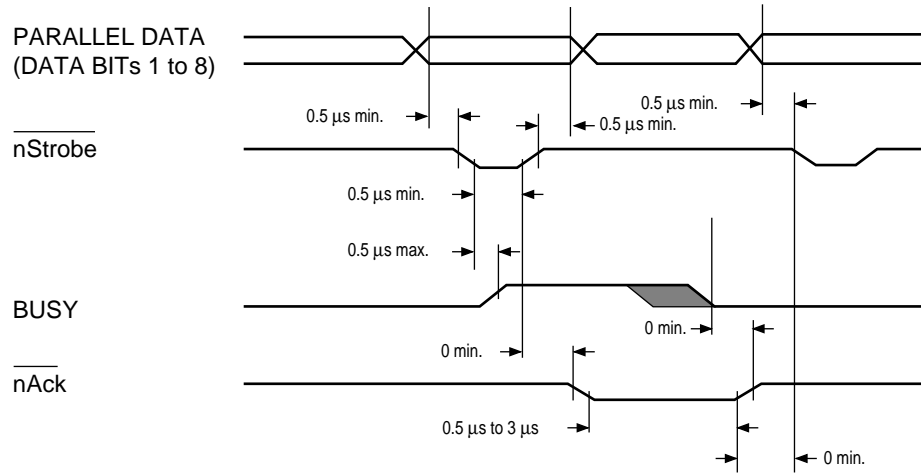 PARALLEL DATA
(DATA BITs 1 to 8)
0.5 μs min.
0.5 μs min.
0.5 μs min.
nStrobe
0.5 μs min.
0.5 μs max.
BUSY
0 min.
0 min.
nAck
0.5 μs to 3 μs
0 min.